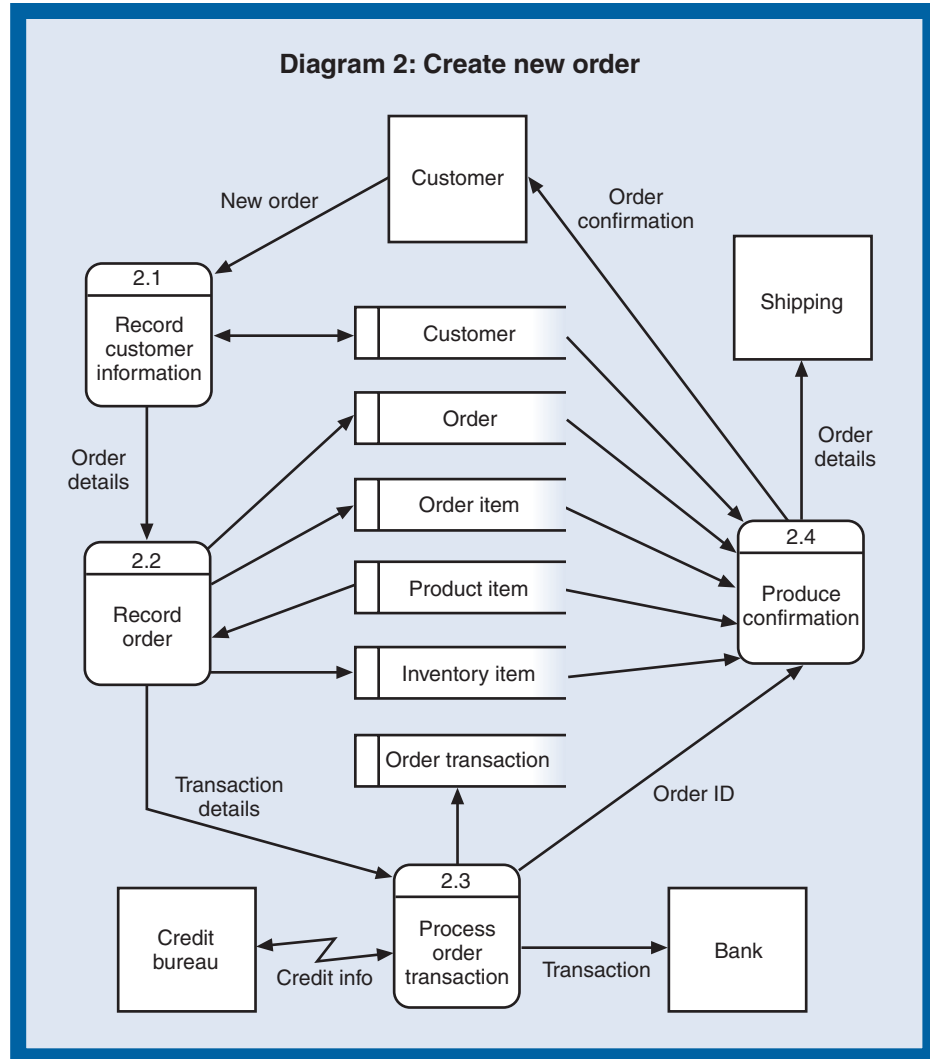 Diagram 2: Create new order
Customer
New order
Order
confirmation
2.1
Record
customer
information
Shipping
Customer
Order
Order
details
Order
details
Order item
2.2
Record
order
2.4
Produce
confirmation
Product item
Inventory item
Order transaction
Transaction
details
Order ID
2.3
Process
order
transaction
Credit
bureau
Credit info
Transaction
Bank